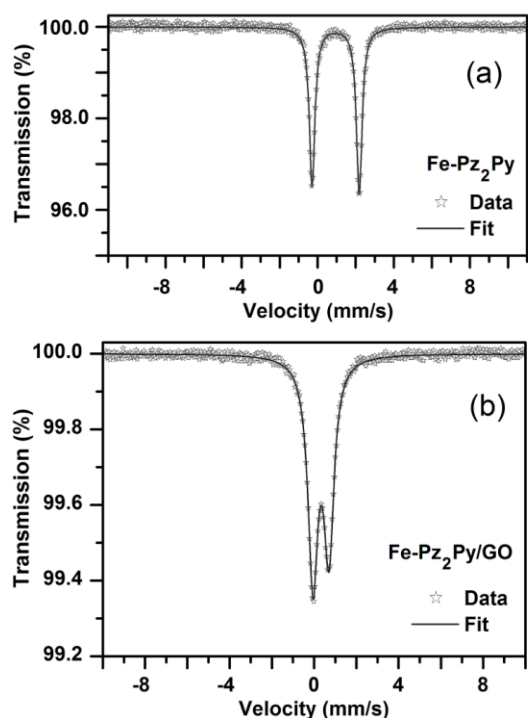 100.0
98.0
96.0
Transmission (%)
(a)
Fe-Pz₂Py
Data
Fit
-8 -4 0 4 8
Velocity (mm/s)
100.0
99.8
99.6
99.4
99.2
Transmission (%)
(b)
Fe-Pz₂Py/GO
Data
Fit
-8 -4 0 4 8
Velocity (mm/s)